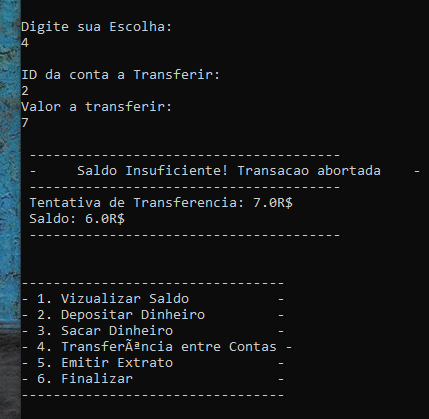 Digite sua Escolha:
4
ID da conta a Transferir:
2
Valor a transferir:
7
---------------------------------------
-     Saldo Insuficiente! Transacao abortada    -
---------------------------------------
Tentativa de Transferencia: 7.0R$
Saldo: 6.0R$
---------------------------------------
---------------------------------
- 1. Vizualizar Saldo           -
- 2. Depositar Dinheiro         -
- 3. Sacar Dinheiro             -
- 4. TransferÃªncia entre Contas -
- 5. Emitir Extrato             -
- 6. Finalizar                  -
---------------------------------